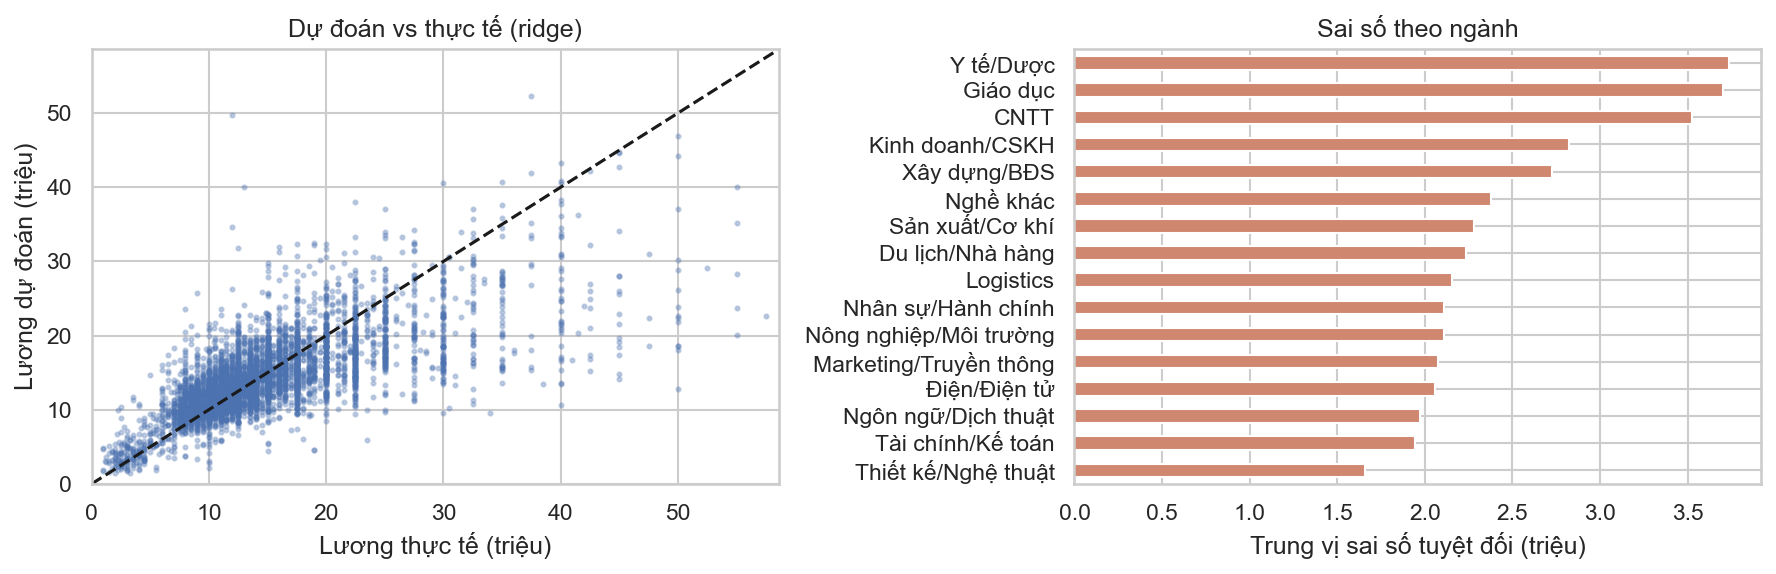 Dự đoán vs thực tế (ridge)
Lương dự đoán (triệu)
50
40
30
20
10
0
0 10 20 30 40 50
Lương thực tế (triệu)
Sai số theo ngành
Y tế/Dược
Giáo dục
CNTT
Kinh doanh/CSKH
Xây dựng/BĐS
Nghề khác
Sản xuất/Cơ khí
Du lịch/Nhà hàng
Logistics
Nhân sự/Hành chính
Nông nghiệp/Môi trường
Marketing/Truyền thông
Điện/Điện tử
Ngôn ngữ/Dịch thuật
Tài chính/Kế toán
Thiết kế/Nghệ thuật
0.0 0.5 1.0 1.5 2.0 2.5 3.0 3.5
Trung vị sai số tuyệt đối (triệu)